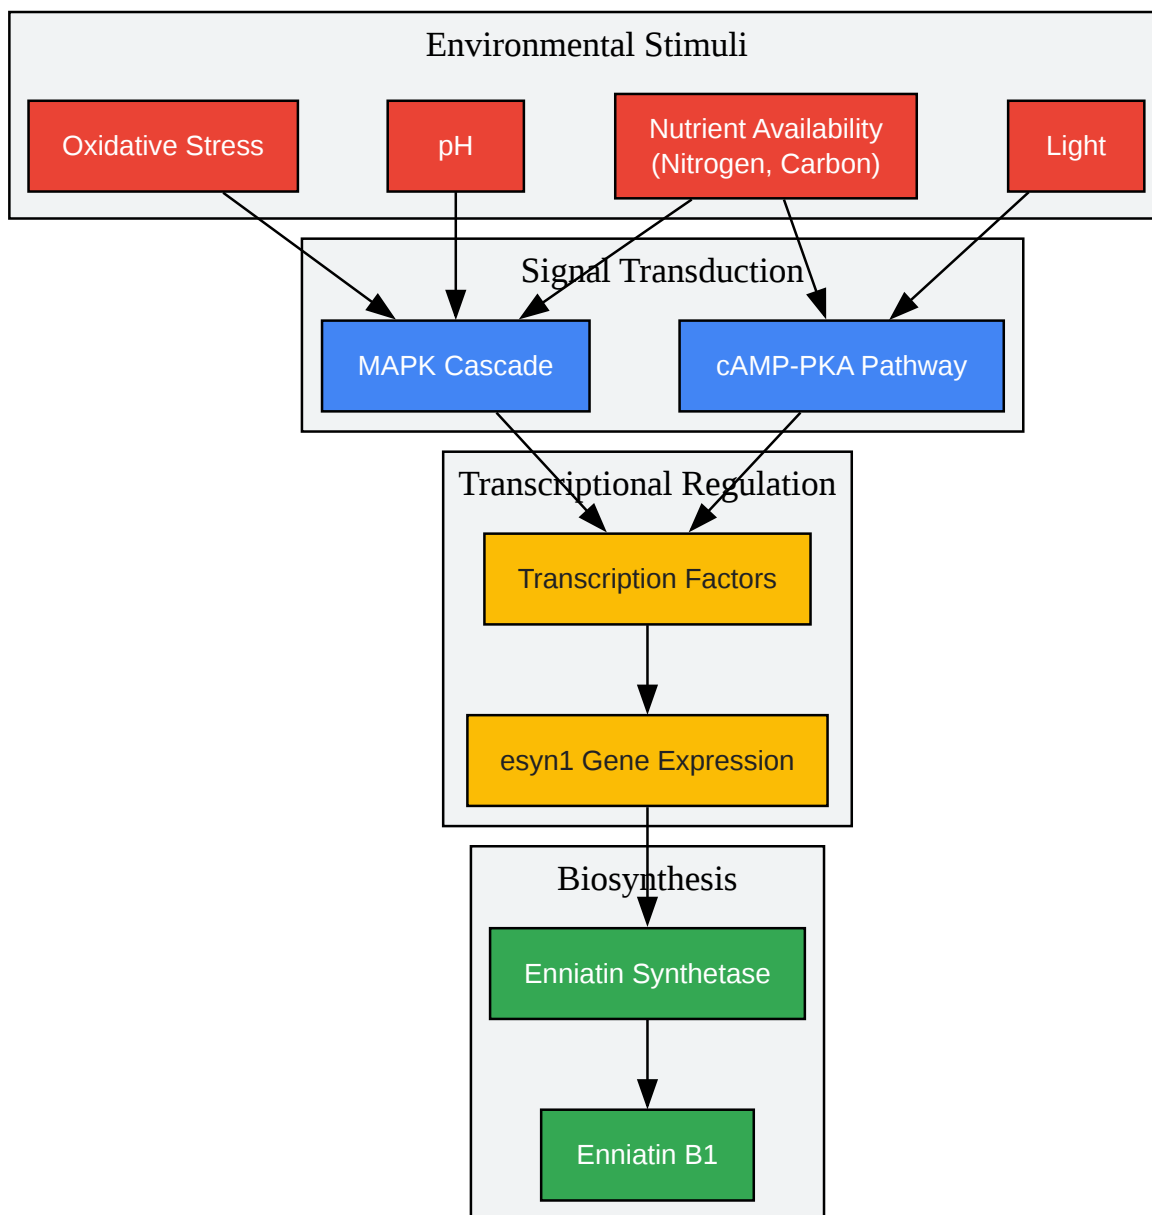 Environmental Stimuli
Oxidative Stress
pH
Nutrient Availability
(Nitrogen, Carbon)
Light
Signal Transduction
MAPK Cascade
cAMP-PKA Pathway
Transcriptional Regulation
Transcription Factors
esyn1 Gene Expression
Biosynthesis
Enniatin Synthetase
Enniatin B1